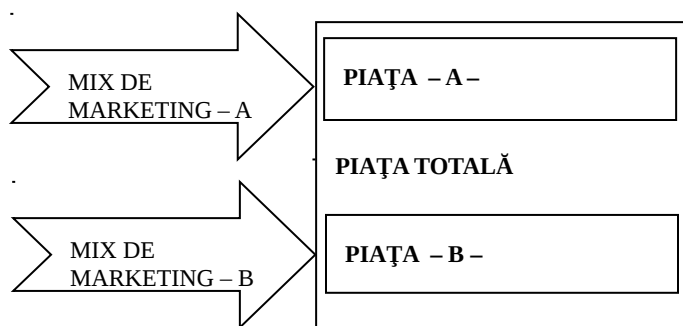 MIX DE
MARKETING – A
PIAŢA – A –
PIAŢA TOTALĂ
MIX DE
MARKETING – B
PIAŢA – B –